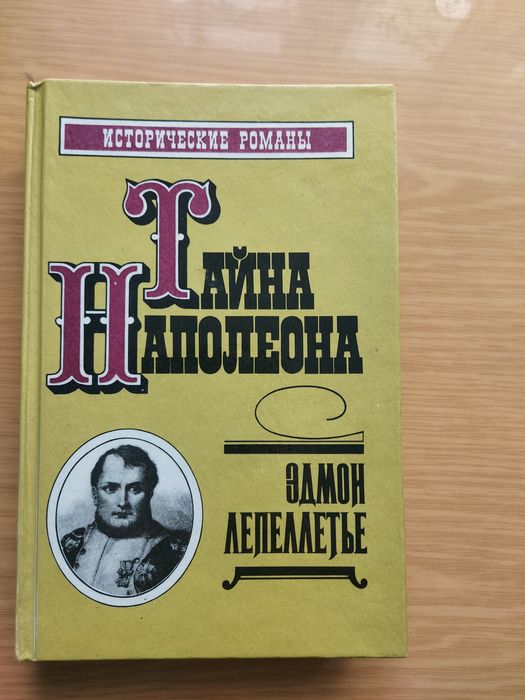 ИСТОРИЧЕСКИЕ РОМАНЫ
ТАЙНА
НАПОЛЕОНА
ЭДМОН
ЛЕПЕЛЛЕТЬЕ